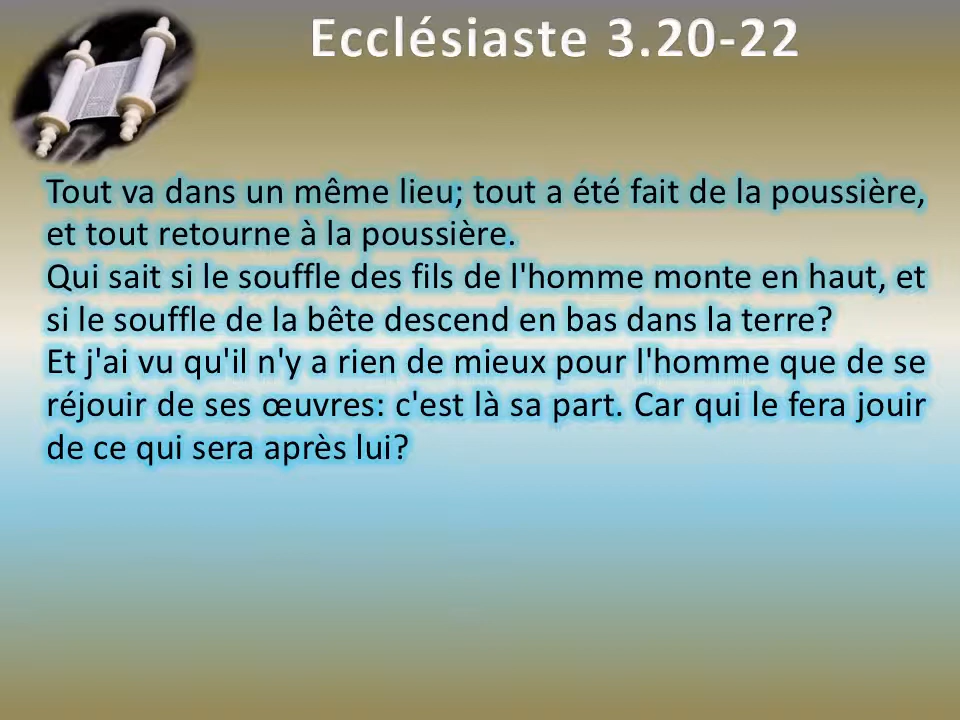 Ecclésiaste 3.20-22
Tout va dans un même lieu; tout a été fait de la poussière,
et tout retourne à la poussière.
Qui sait si le souffle des fils de l'homme monte en haut, et
si le souffle de la bête descend en bas dans la terre?
Et j'ai vu qu'il n'y a rien de mieux pour l'homme que de se
réjouir de ses œuvres: c'est là sa part. Car qui le fera jouir
de ce qui sera après lui?